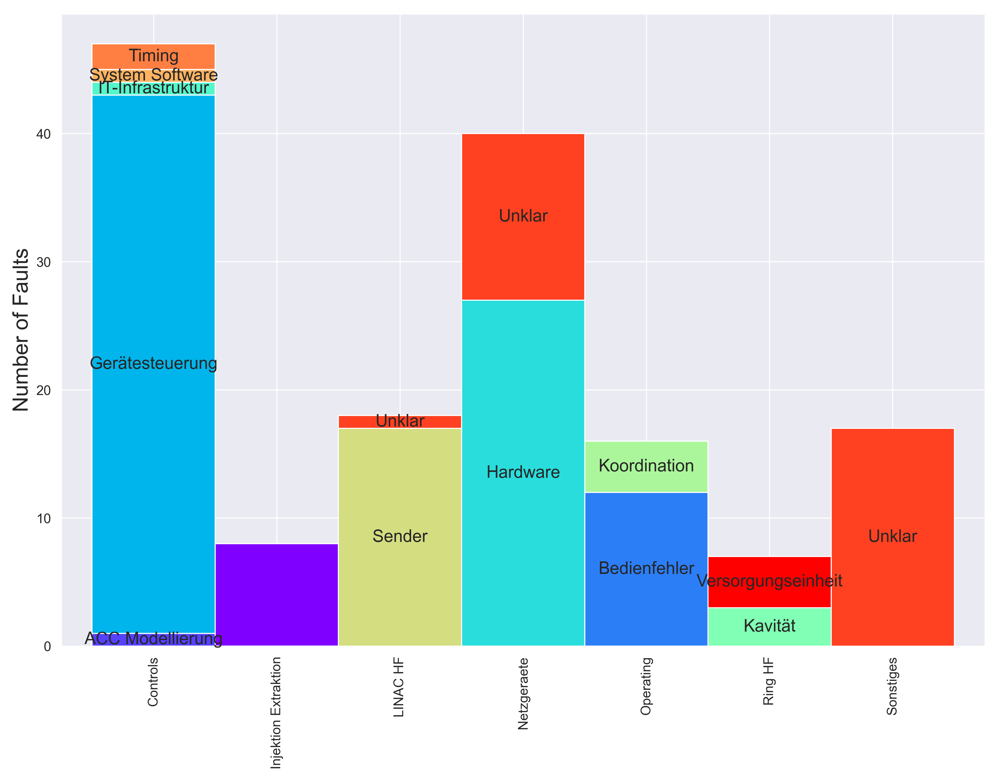 Number of Faults
40
30
20
10
0
Timing
System Software
IT-Infrastruktur
Gerätesteuerung
ACC Modellierung
Unklar
Sender
Unklar
Hardware
Koordination
Bedienfehler
Versorgungseinheit
Kavität
Unklar
Controls
Injektion Extraktion
LINAC HF
Netzgeraete
Operating
Ring HF
Sonstiges